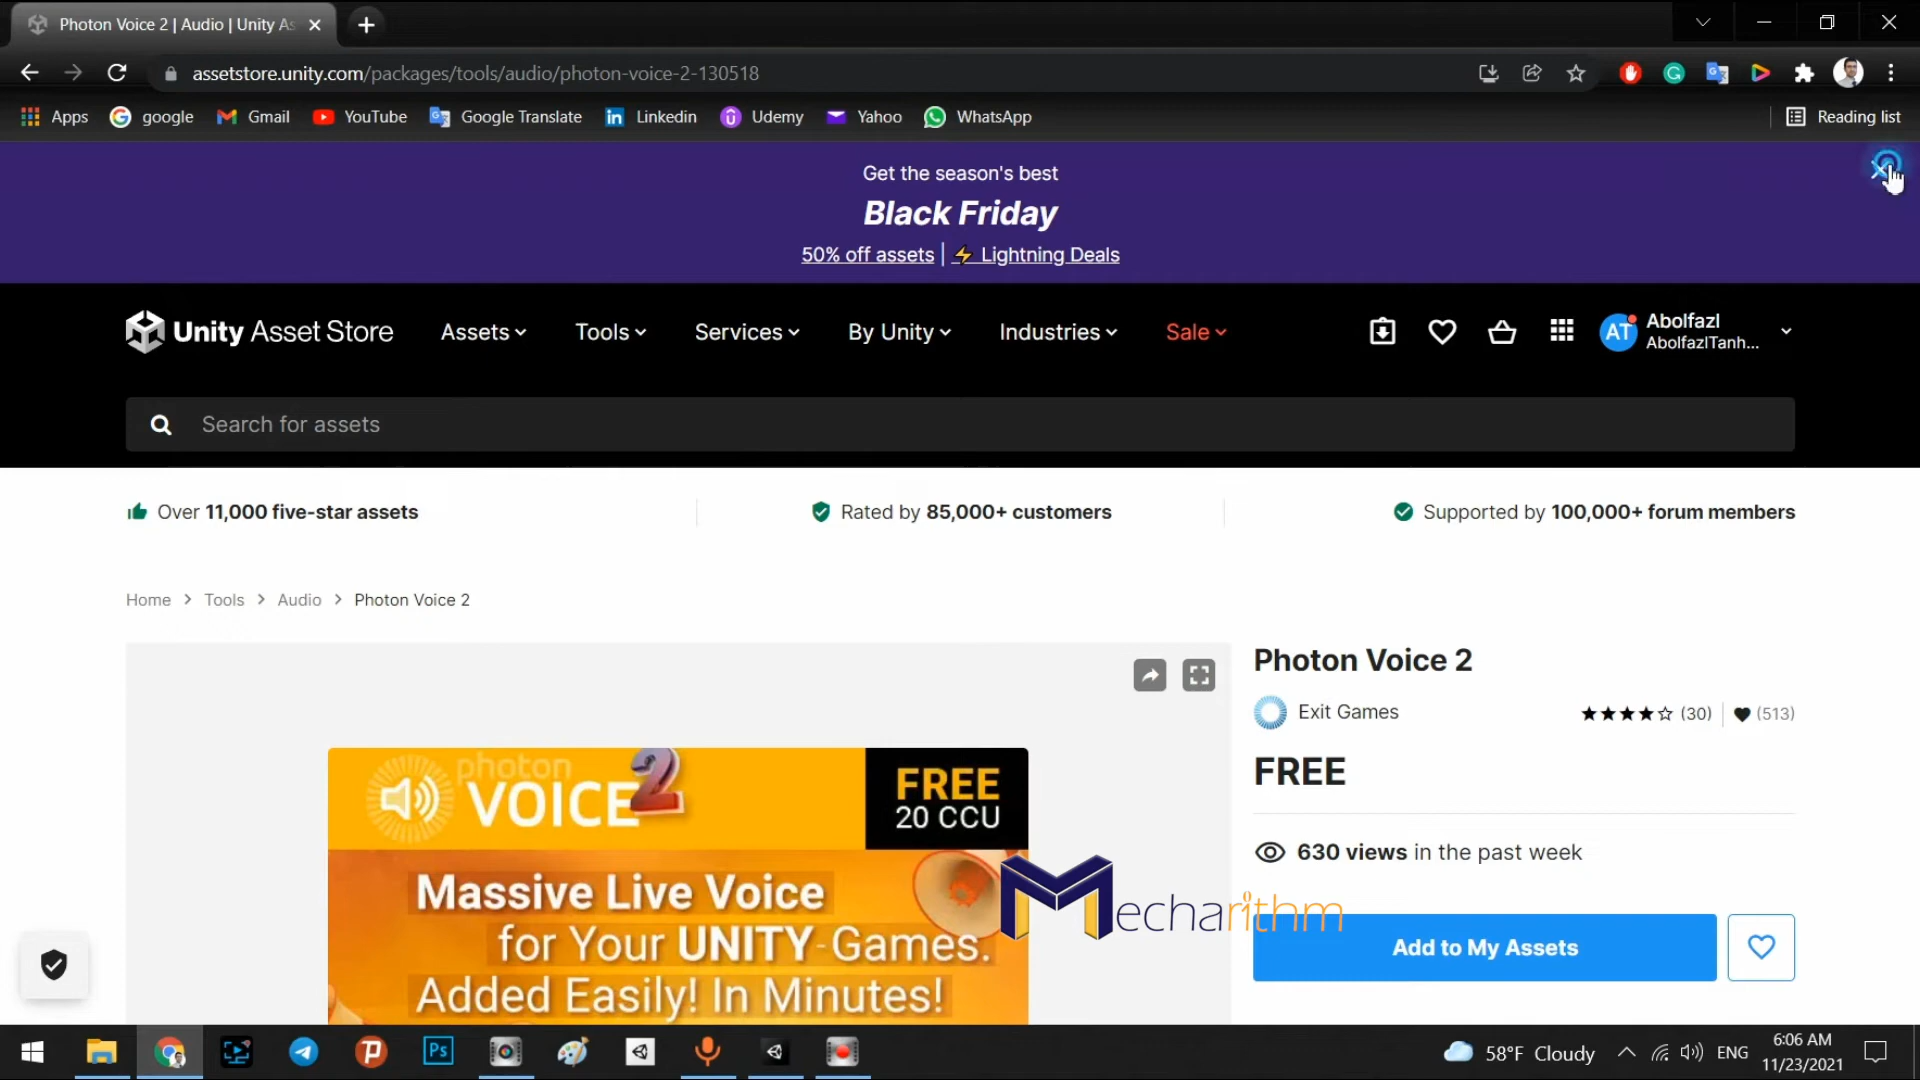 Photon Voice 2 | Audio | Unity As
assetstore.unity.com/packages/tools/audio/photon-voice-2-130518
Apps google Gmail YouTube Google Translate Linkedin Udemy Yahoo WhatsApp Reading list
Get the season's best
Black Friday
50% off assets | ⚡ Lightning Deals
Unity Asset Store Assets Tools Services By Unity Industries Sale
AT Abolfazl
AbolfazlTanh...
Search for assets
Over 11,000 five-star assets
Rated by 85,000+ customers
Supported by 100,000+ forum members
Home > Tools > Audio > Photon Voice 2
Photon Voice 2
Exit Games ★★★★☆ (30) | (513)
FREE
630 views in the past week
Add to My Assets
photon
VOICE 2
FREE
20 CCU
Massive Live Voice
for Your UNITY-Games.
Added Easily! In Minutes!
Mecharithm
Ps
58°F Cloudy ENG
6:06 AM
11/23/2021